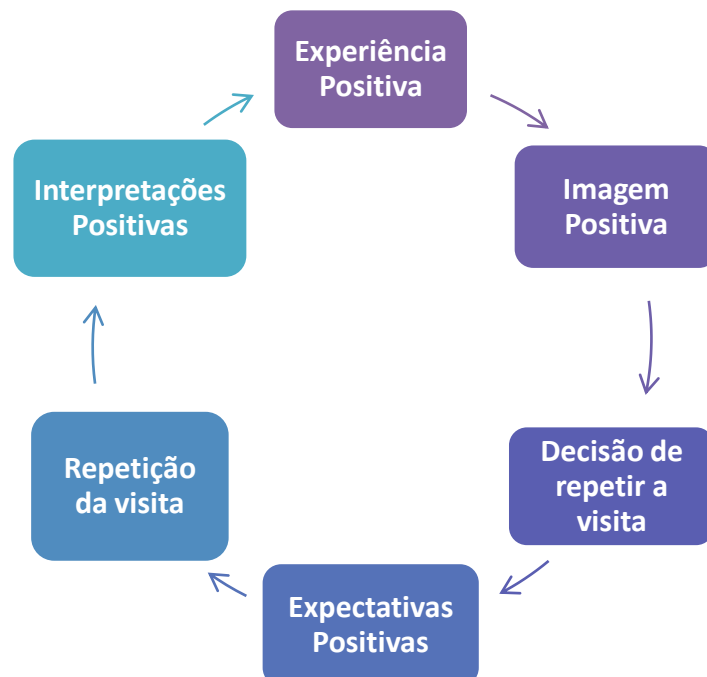 Experiência
Positiva
Imagem
Positiva
Decisão de
repetir a
visita
Expectativas
Positivas
Repetição
da visita
Interpretações
Positivas